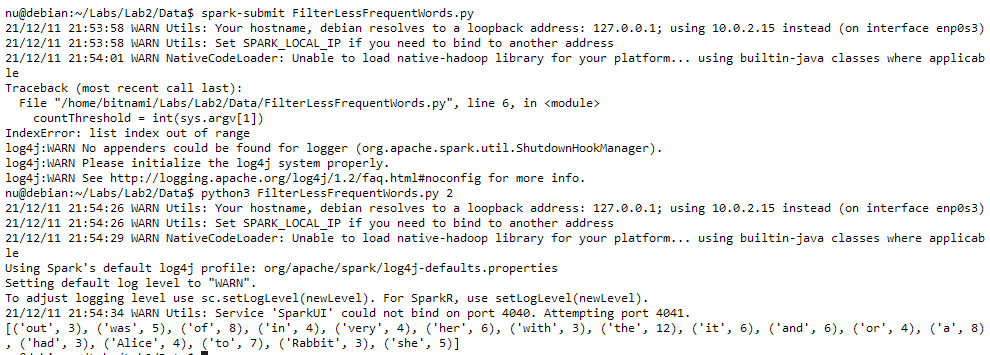 nu@debian:~/Labs/Lab2/Data$ spark-submit FilterLessFrequentWords.py
21/12/11 21:53:58 WARN Utils: Your hostname, debian resolves to a loopback address: 127.0.0.1; using 10.0.2.15 instead (on interface enp0s3)
21/12/11 21:53:58 WARN Utils: Set SPARK_LOCAL_IP if you need to bind to another address
21/12/11 21:54:01 WARN NativeCodeLoader: Unable to load native-hadoop library for your platform... using builtin-java classes where applicab
le
Traceback (most recent call last):
  File "/home/bitnami/Labs/Lab2/Data/FilterLessFrequentWords.py", line 6, in <module>
    countThreshold = int(sys.argv[1])
IndexError: list index out of range
log4j:WARN No appenders could be found for logger (org.apache.spark.util.ShutdownHookManager).
log4j:WARN Please initialize the log4j system properly.
log4j:WARN See http://logging.apache.org/log4j/1.2/faq.html#noconfig for more info.
nu@debian:~/Labs/Lab2/Data$ python3 FilterLessFrequentWords.py 2
21/12/11 21:54:26 WARN Utils: Your hostname, debian resolves to a loopback address: 127.0.0.1; using 10.0.2.15 instead (on interface enp0s3)
21/12/11 21:54:26 WARN Utils: Set SPARK_LOCAL_IP if you need to bind to another address
21/12/11 21:54:29 WARN NativeCodeLoader: Unable to load native-hadoop library for your platform... using builtin-java classes where applicab
le
Using Spark's default log4j profile: org/apache/spark/log4j-defaults.properties
Setting default log level to "WARN".
To adjust logging level use sc.setLogLevel(newLevel). For SparkR, use setLogLevel(newLevel).
21/12/11 21:54:34 WARN Utils: Service 'SparkUI' could not bind on port 4040. Attempting port 4041.
[('out', 3), ('was', 5), ('of', 8), ('in', 4), ('very', 4), ('her', 6), ('with', 3), ('the', 12), ('it', 6), ('and', 6), ('or', 4), ('a', 8)
, ('had', 3), ('Alice', 4), ('to', 7), ('Rabbit', 3), ('she', 5)]
nu@debian:~/Labs/Lab2/Data$